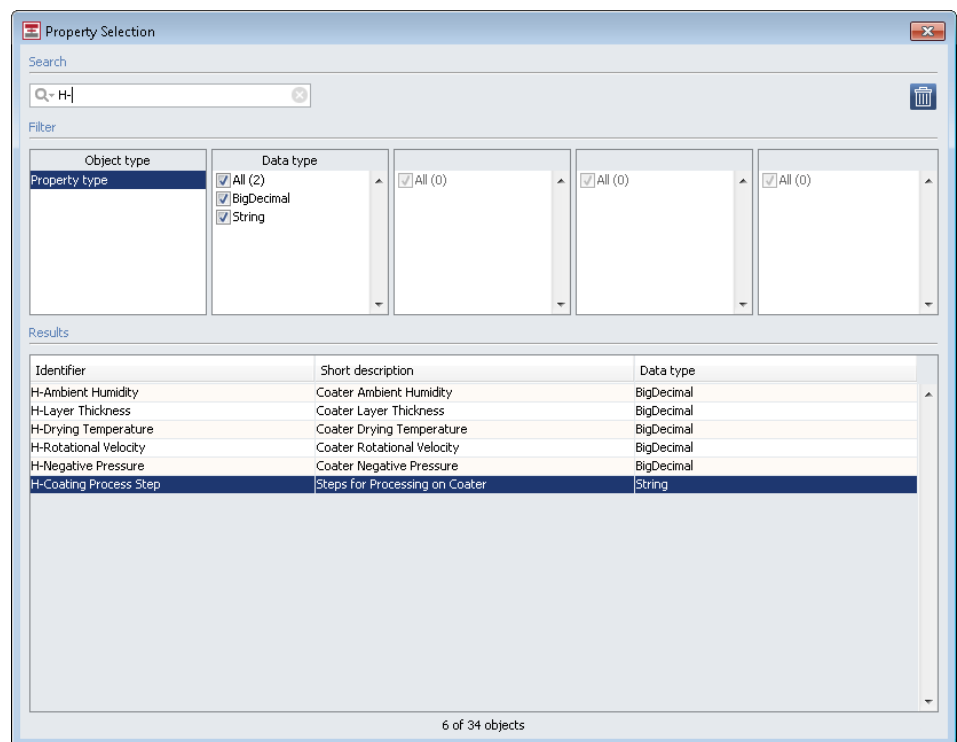 Property Selection
Search
H-
Filter
Object type Data type
Property type All (2) All (0) All (0) All (0)
BigDecimal
String
Results
Identifier Short description Data type
H-Ambient Humidity Coater Ambient Humidity BigDecimal
H-Layer Thickness Coater Layer Thickness BigDecimal
H-Drying Temperature Coater Drying Temperature BigDecimal
H-Rotational Velocity Coater Rotational Velocity BigDecimal
H-Negative Pressure Coater Negative Pressure BigDecimal
H-Coating Process Step Steps for Processing on Coater String
6 of 34 objects